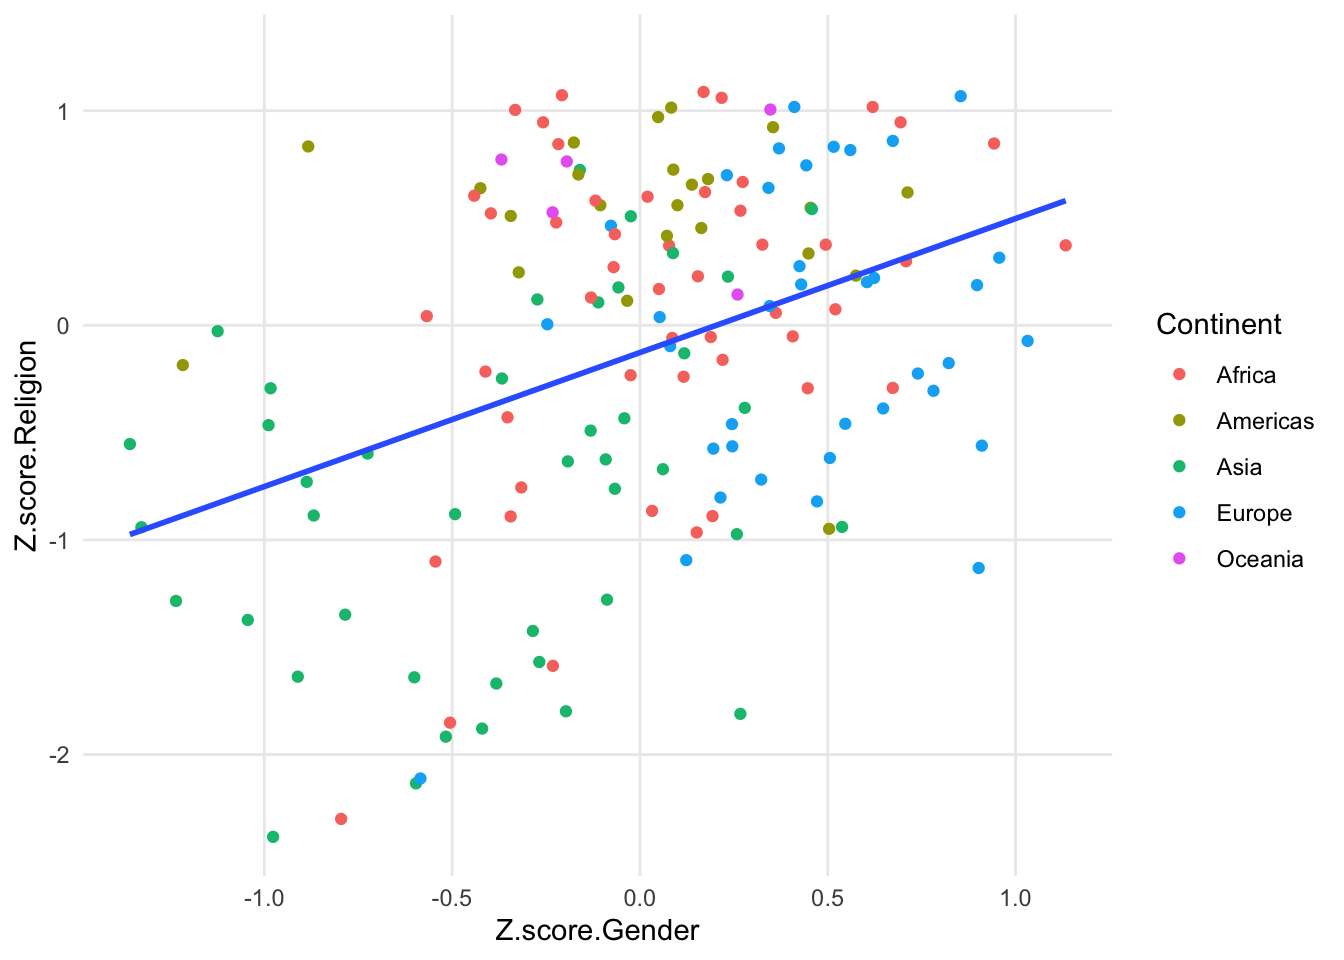 1
0
-1
-2
Z.score.Religion
-1.0 -0.5 0.0 0.5 1.0
Z.score.Gender
Continent
Africa
Americas
Asia
Europe
Oceania